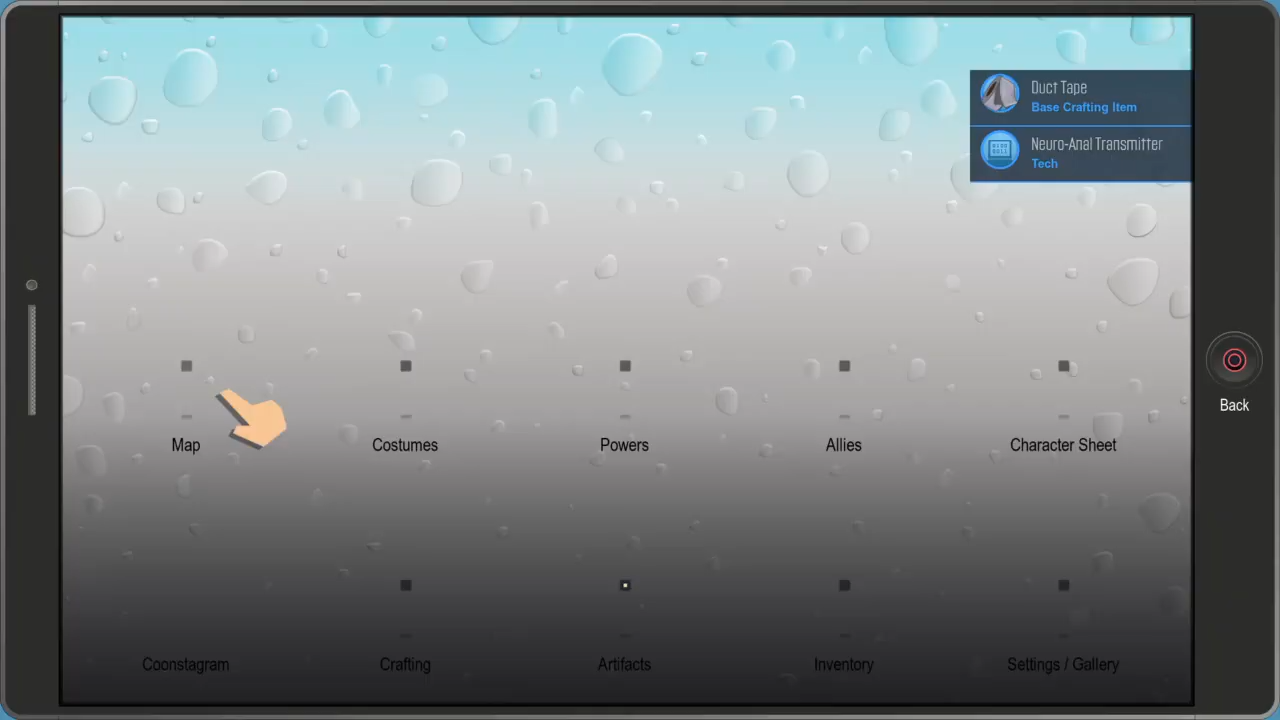 Duct Tape
Base Crafting Item
Neuro-Anal Transmitter
Tech
Back
Map
Costumes
Powers
Allies
Character Sheet
Coonstagram
Crafting
Artifacts
Inventory
Settings / Gallery